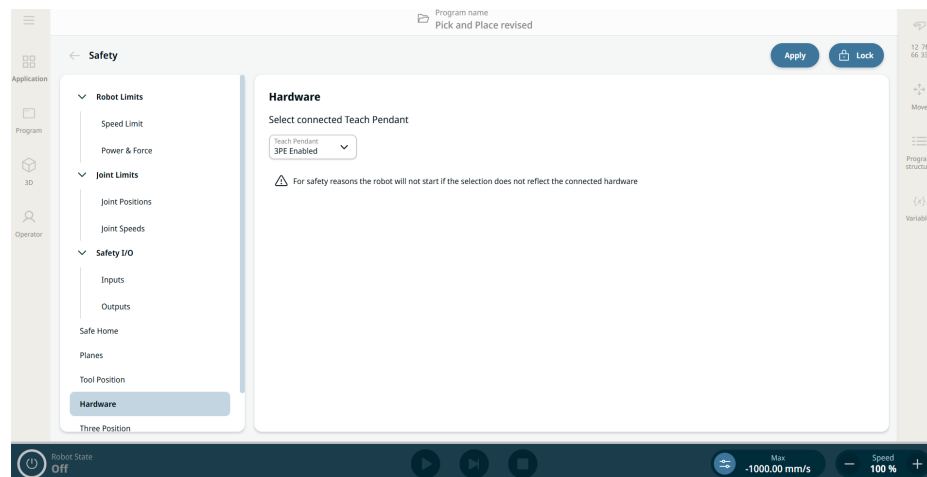 Program name
Pick and Place revised
Safety
Apply
Lock
Application
Program
3D
Operator
Robot Limits
Speed Limit
Power & Force
Joint Limits
Joint Positions
Joint Speeds
Safety I/O
Inputs
Outputs
Safe Home
Planes
Tool Position
Hardware
Three Position
Hardware
Select connected Teach Pendant
Teach Pendant
3PE Enabled
For safety reasons the robot will not start if the selection does not reflect the connected hardware
12
66
Move
structu
Robot State
Off
Max
-1000.00 mm/s
Speed
100 %